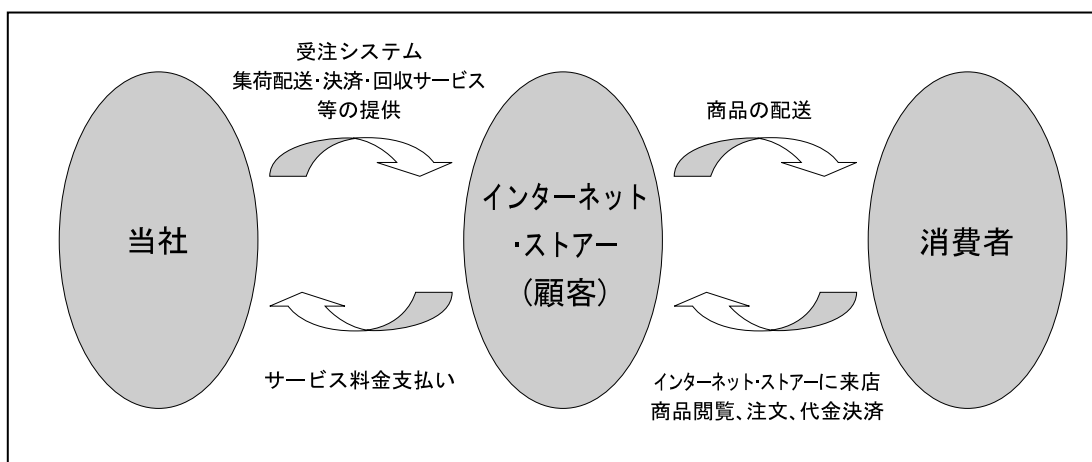 受注システム
集荷配送・決済・回収サービス
等の提供
商品の配送
当社
インターネット
・ストアー
(顧客)
消費者
サービス料金支払い
インターネット・ストアーに来店
商品閲覧、注文、代金決済